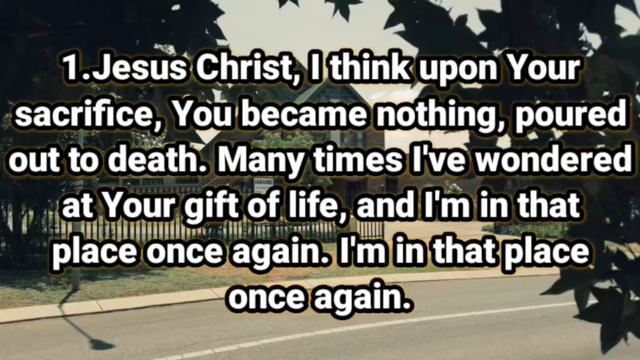 1.Jesus Christ, I think upon Your
sacrifice, You became nothing, poured
out to death. Many times I've wondered
at Your gift of life, and I'm in that
place once again. I'm in that place
once again.